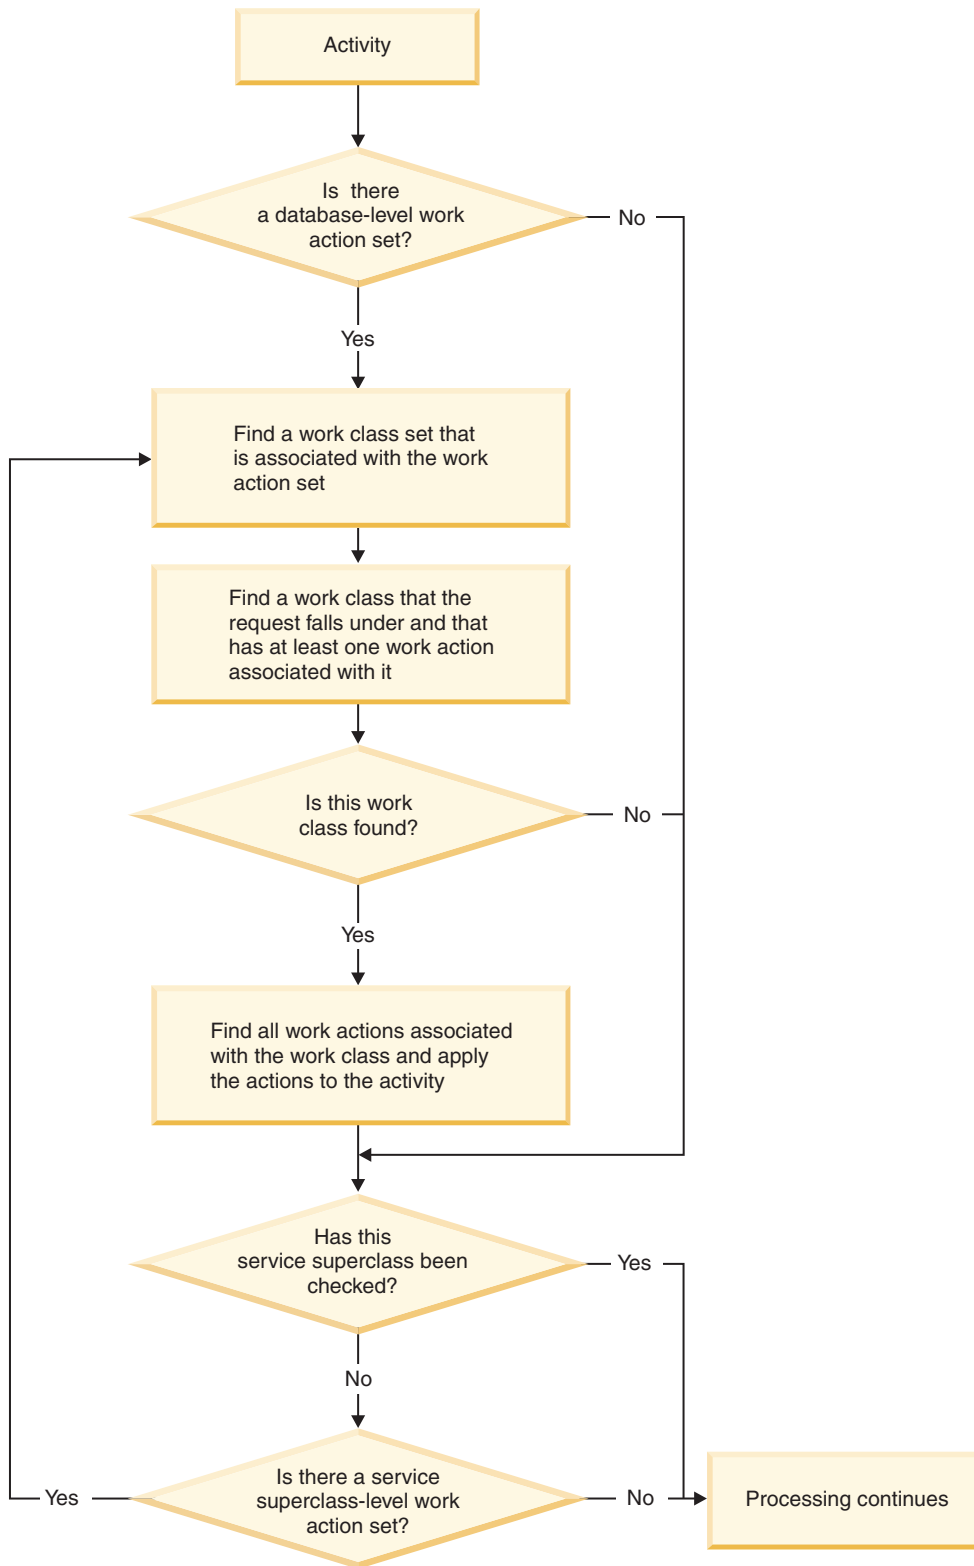 Activity
Is there
a database-level work
action set?
No
Yes
Find a work class set that
is associated with the work
action set
Find a work class that the
request falls under and that
has at least one work action
associated with it
Is this work
class found?
No
Yes
Find all work actions associated
with the work class and apply
the actions to the activity
Has this
service superclass been
checked?
Yes
No
Is there a service
superclass-level work
action set?
Yes
No
Processing continues